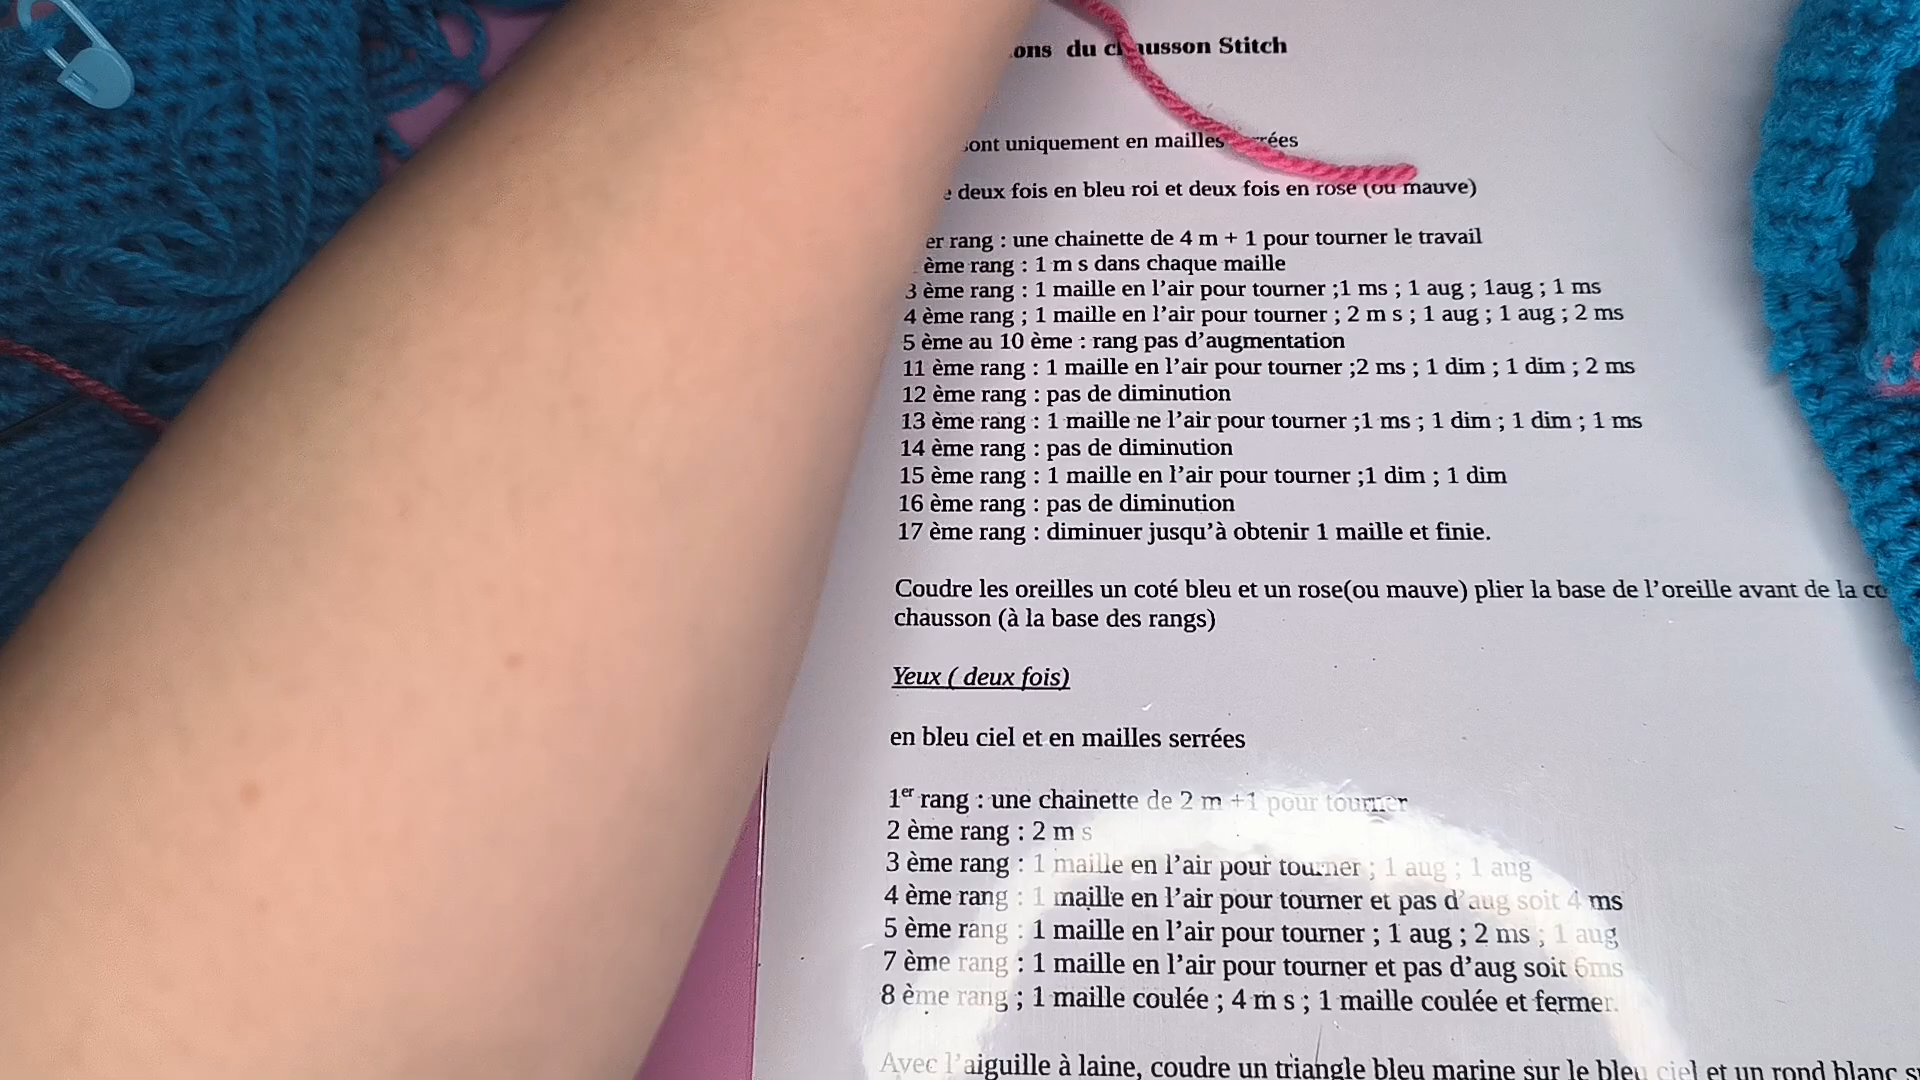 du chausson Stitch
sont uniquement en mailles serrées
deux fois en bleu roi et deux fois en rose (ou mauve)
er rang : une chainette de 4 m + 1 pour tourner le travail
ème rang : 1 m s dans chaque maille
3 ème rang : 1 maille en l’air pour tourner ;1 ms ; 1 aug ; 1aug ; 1 ms
4 ème rang ; 1 maille en l’air pour tourner ; 2 m s ; 1 aug ; 1 aug ; 2 ms
5 ème au 10 ème : rang pas d’augmentation
11 ème rang : 1 maille en l’air pour tourner ;2 ms ; 1 dim ; 1 dim ; 2 ms
12 ème rang : pas de diminution
13 ème rang : 1 maille ne l’air pour tourner ;1 ms ; 1 dim ; 1 dim ; 1 ms
14 ème rang : pas de diminution
15 ème rang : 1 maille en l’air pour tourner ;1 dim ; 1 dim
16 ème rang : pas de diminution
17 ème rang : diminuer jusqu’à obtenir 1 maille et finie.
Coudre les oreilles un coté bleu et un rose(ou mauve) plier la base de l’oreille avant de la
chausson (à la base des rangs)
Yeux ( deux fois)
en bleu ciel et en mailles serrées
1er rang : une chainette de 2 m +1 pour tourner
2 ème rang : 2 m s
3 ème rang : 1 maille en l’air pour tourner ; 1 aug ; 1 aug
4 ème rang : 1 maille en l’air pour tourner et pas d’aug soit 4 ms
5 ème rang : 1 maille en l’air pour tourner ; 1 aug ; 2 ms ; 1 aug
7 ème rang : 1 maille en l’air pour tourner et pas d’aug soit 6ms
8 ème rang ; 1 maille coulée ; 4 m s ; 1 maille coulée et fermer.
Avec l’aiguille à laine, coudre un triangle bleu marine sur le bleu ciel et un rond blanc